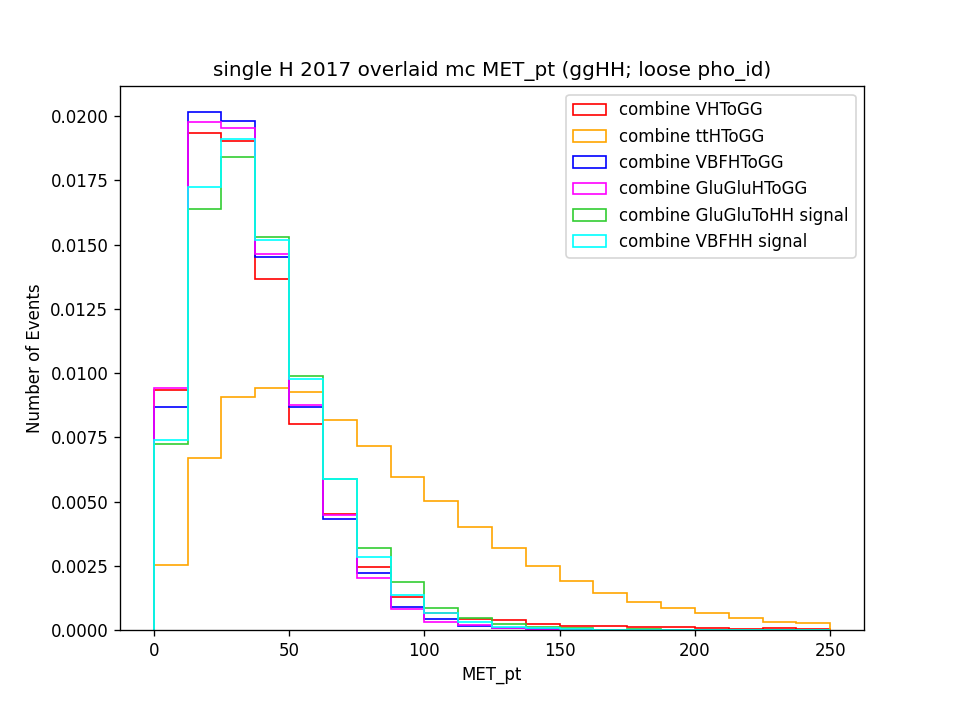 single H 2017 overlaid mc MET_pt (ggHH; loose pho_id)
combine VHToGG
combine ttHToGG
combine VBFHToGG
combine GluGluHToGG
combine GluGluToHH signal
combine VBFHH signal
Number of Events
0.0200
0.0175
0.0150
0.0125
0.0100
0.0075
0.0050
0.0025
0.0000
0 50 100 150 200 250
MET_pt